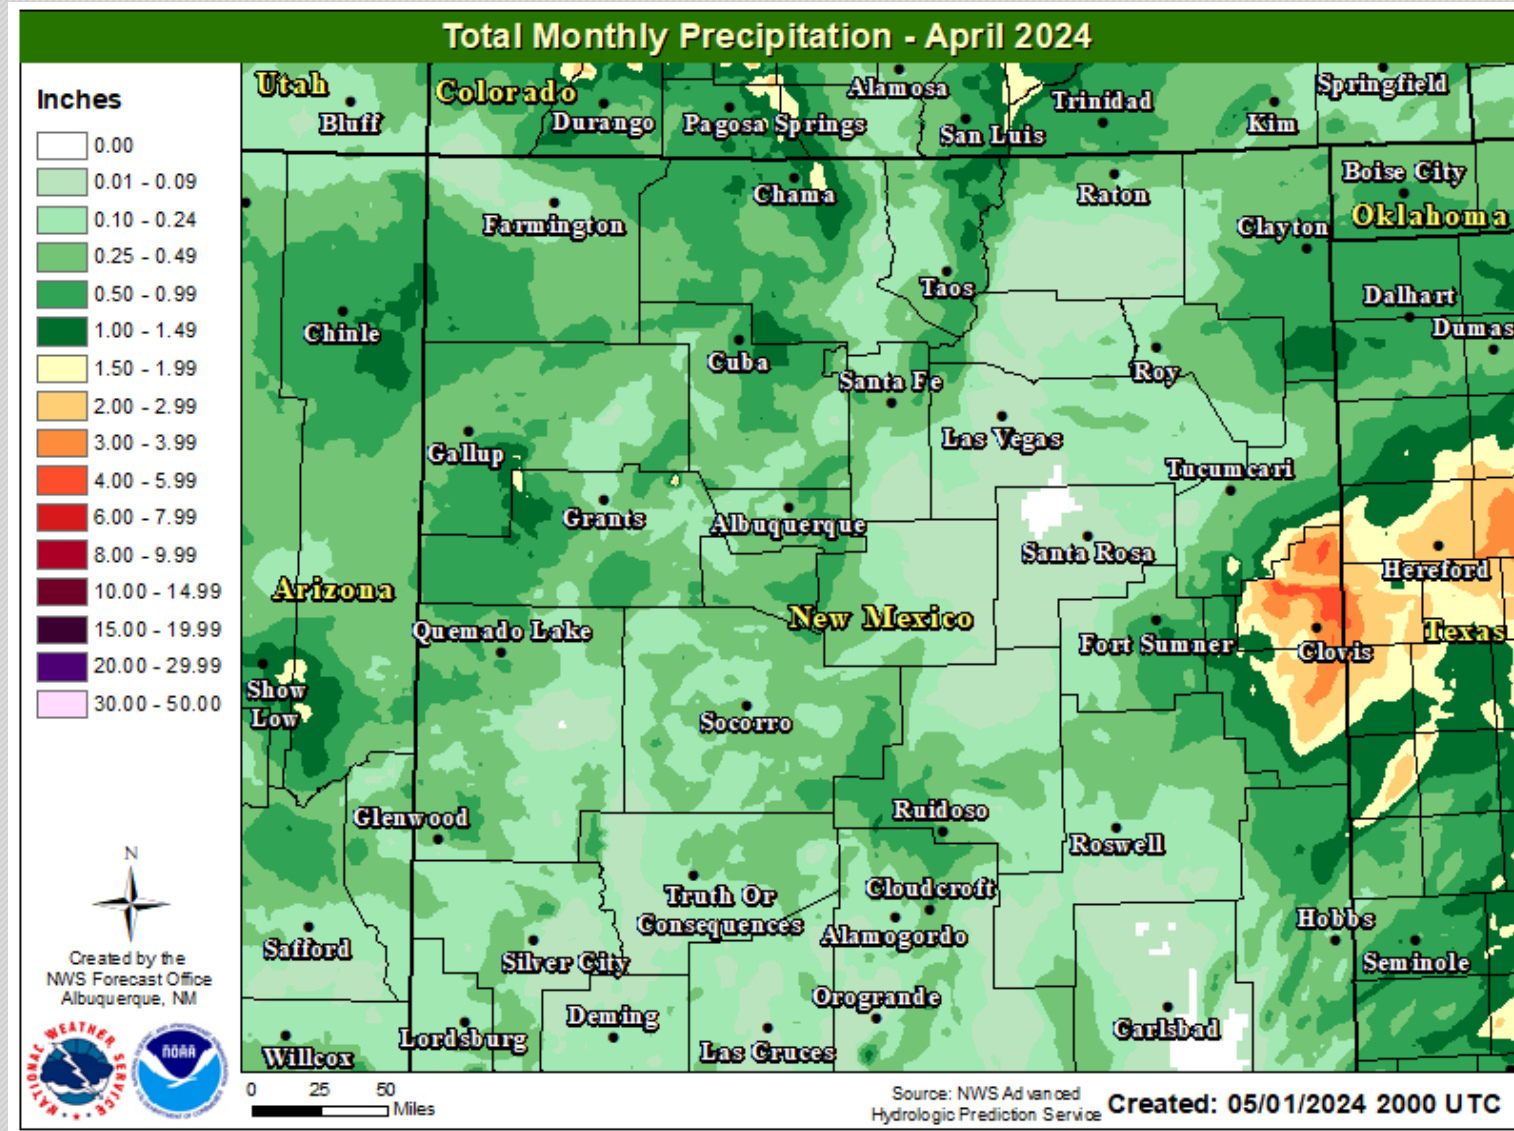 Total Monthly Precipitation - April 2024
Inches
0.00
0.01 - 0.09
0.10 - 0.24
0.25 - 0.49
0.50 - 0.99
1.00 - 1.49
1.50 - 1.99
2.00 - 2.99
3.00 - 3.99
4.00 - 5.99
6.00 - 7.99
8.00 - 9.99
10.00 - 14.99
15.00 - 19.99
20.00 - 29.99
30.00 - 50.00
N
Created by the
NWS Forecast Office
Albuquerque, NM
NATIONAL WEATHER SERVICE
NOAA
Utah
Colorado
Alamosa
Springfield
Bluff
Durango
Pagosa Springs
San Luis
Trinidad
Kim
Boise City
Chama
Raton
Oklahoma
Farmington
Clayton
Taos
Dalhart
Chinle
Dumas
Cuba
Santa Fe
Roy
Gallup
Las Vegas
Tucumcari
Grants
Albuquerque
Santa Rosa
Hereford
Arizona
New Mexico
Quemado Lake
Fort Sumner
Texas
Clovis
Show
Low
Socorro
Glenwood
Ruidoso
Roswell
Truth Or
Consequences
Cloudcroft
Alamogordo
Hobbs
Safford
Silver City
Seminole
Orogrande
Deming
Lordsburg
Carlsbad
Willcox
Las Cruces
0 25 50
Miles
Source: NWS Advanced
Hydrologic Prediction Service
Created: 05/01/2024 2000 UTC